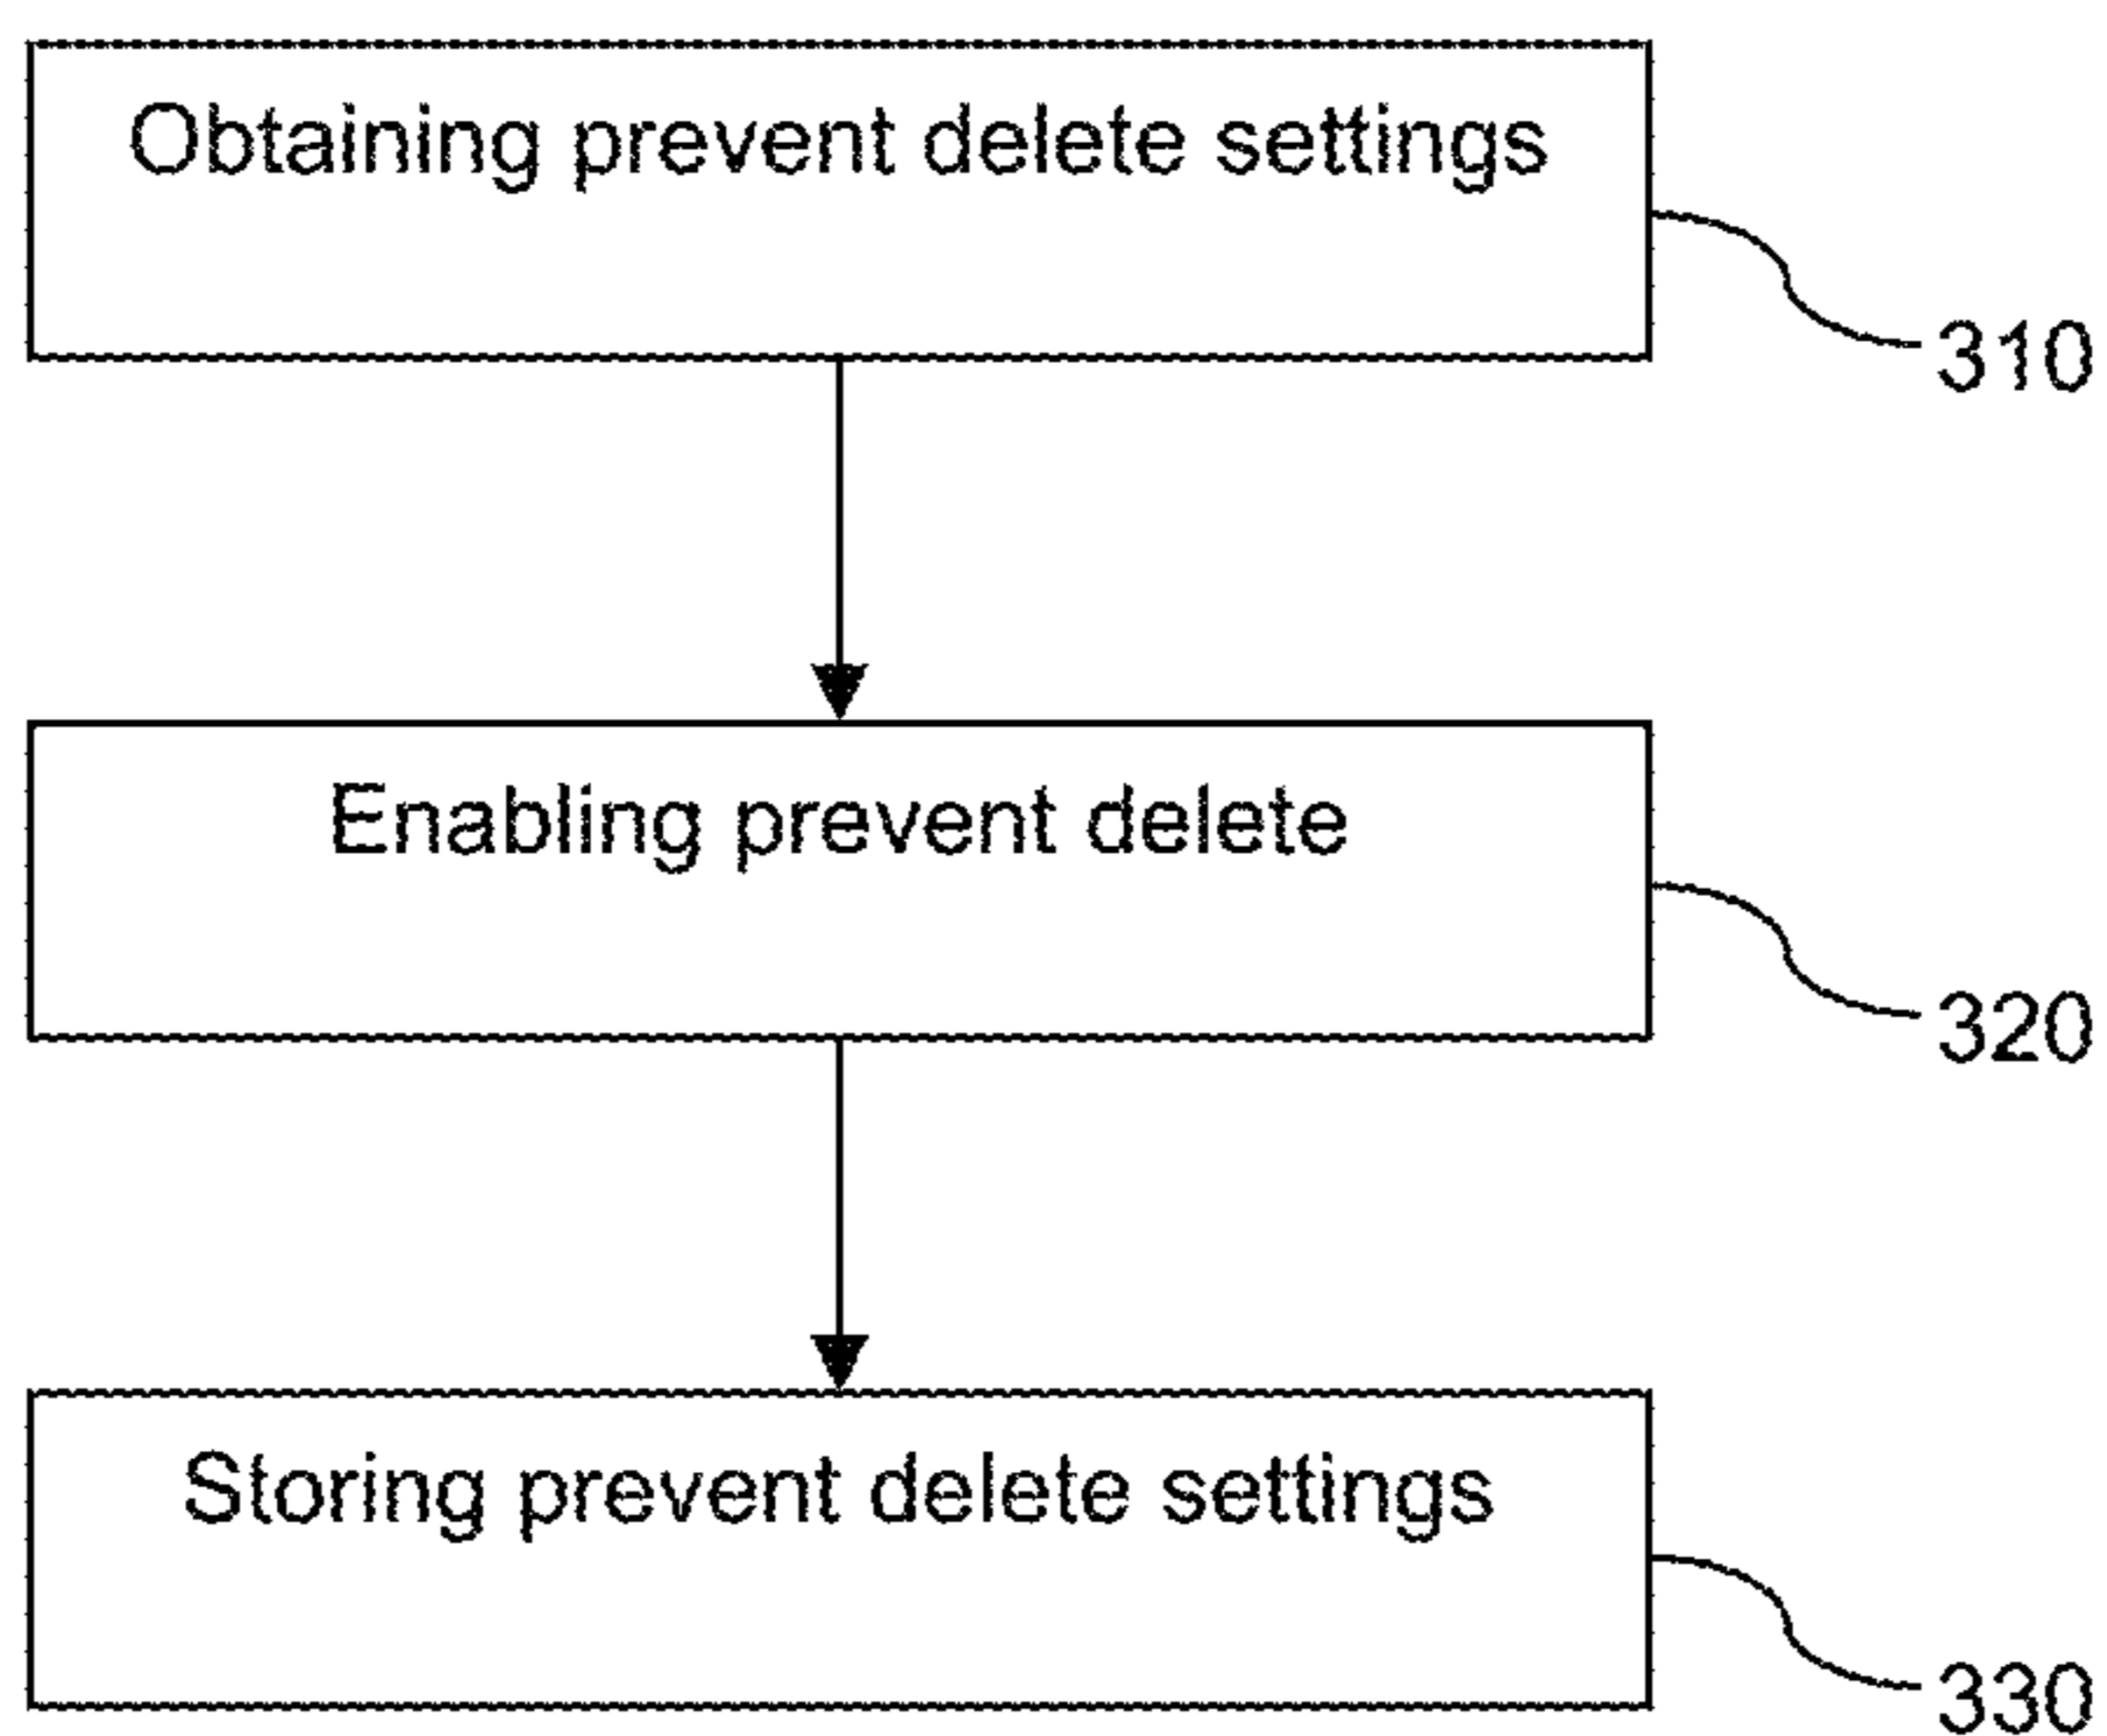 Obtaining prevent delete settings
310
Enabling prevent delete
320
Storing prevent delete settings
330